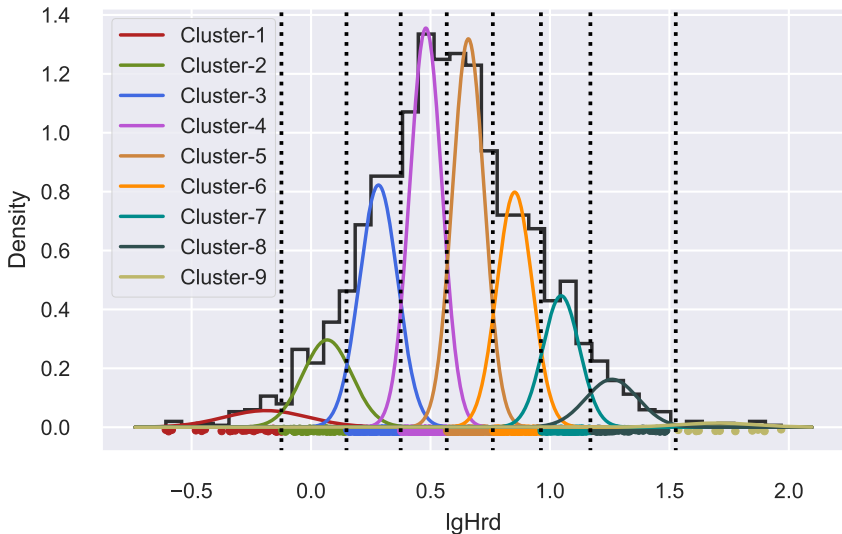 1.4
1.2
1.0
0.8
0.6
0.4
0.2
0.0
Density
Cluster-1
Cluster-2
Cluster-3
Cluster-4
Cluster-5
Cluster-6
Cluster-7
Cluster-8
Cluster-9
−0.5 0.0 0.5 1.0 1.5 2.0
lgHrd